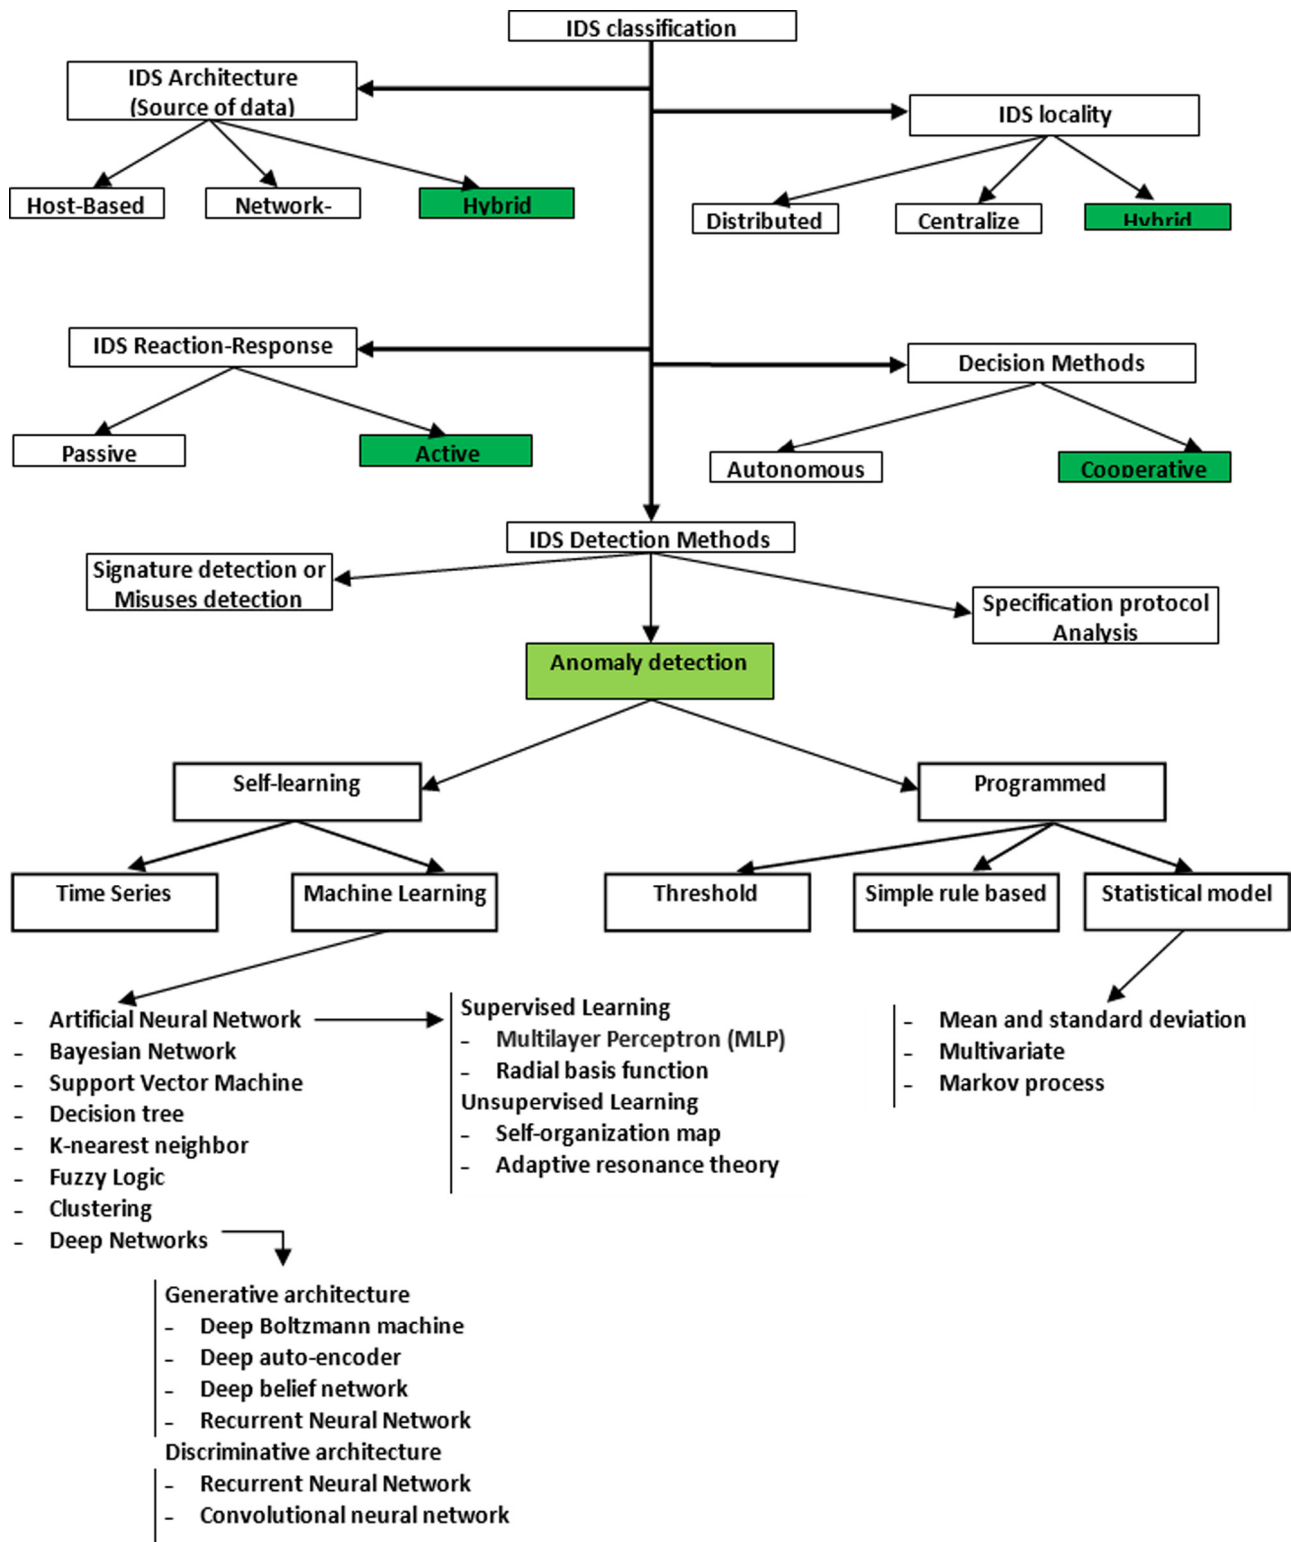 IDS classification
IDS Architecture
(Source of data)
IDS locality
Host-Based
Network-
Hybrid
Distributed
Centralize
Hybrid
IDS Reaction-Response
Decision Methods
Passive
Active
Autonomous
Cooperative
IDS Detection Methods
Signature detection or
Misuses detection
Specification protocol
Analysis
Anomaly detection
Self-learning
Programmed
Time Series
Machine Learning
Threshold
Simple rule based
Statistical model
- Artificial Neural Network
- Bayesian Network
- Support Vector Machine
- Decision tree
- K-nearest neighbor
- Fuzzy Logic
- Clustering
- Deep Networks
Supervised Learning
- Multilayer Perceptron (MLP)
- Radial basis function
Unsupervised Learning
- Self-organization map
- Adaptive resonance theory
- Mean and standard deviation
- Multivariate
- Markov process
Generative architecture
- Deep Boltzmann machine
- Deep auto-encoder
- Deep belief network
- Recurrent Neural Network
Discriminative architecture
- Recurrent Neural Network
- Convolutional neural network